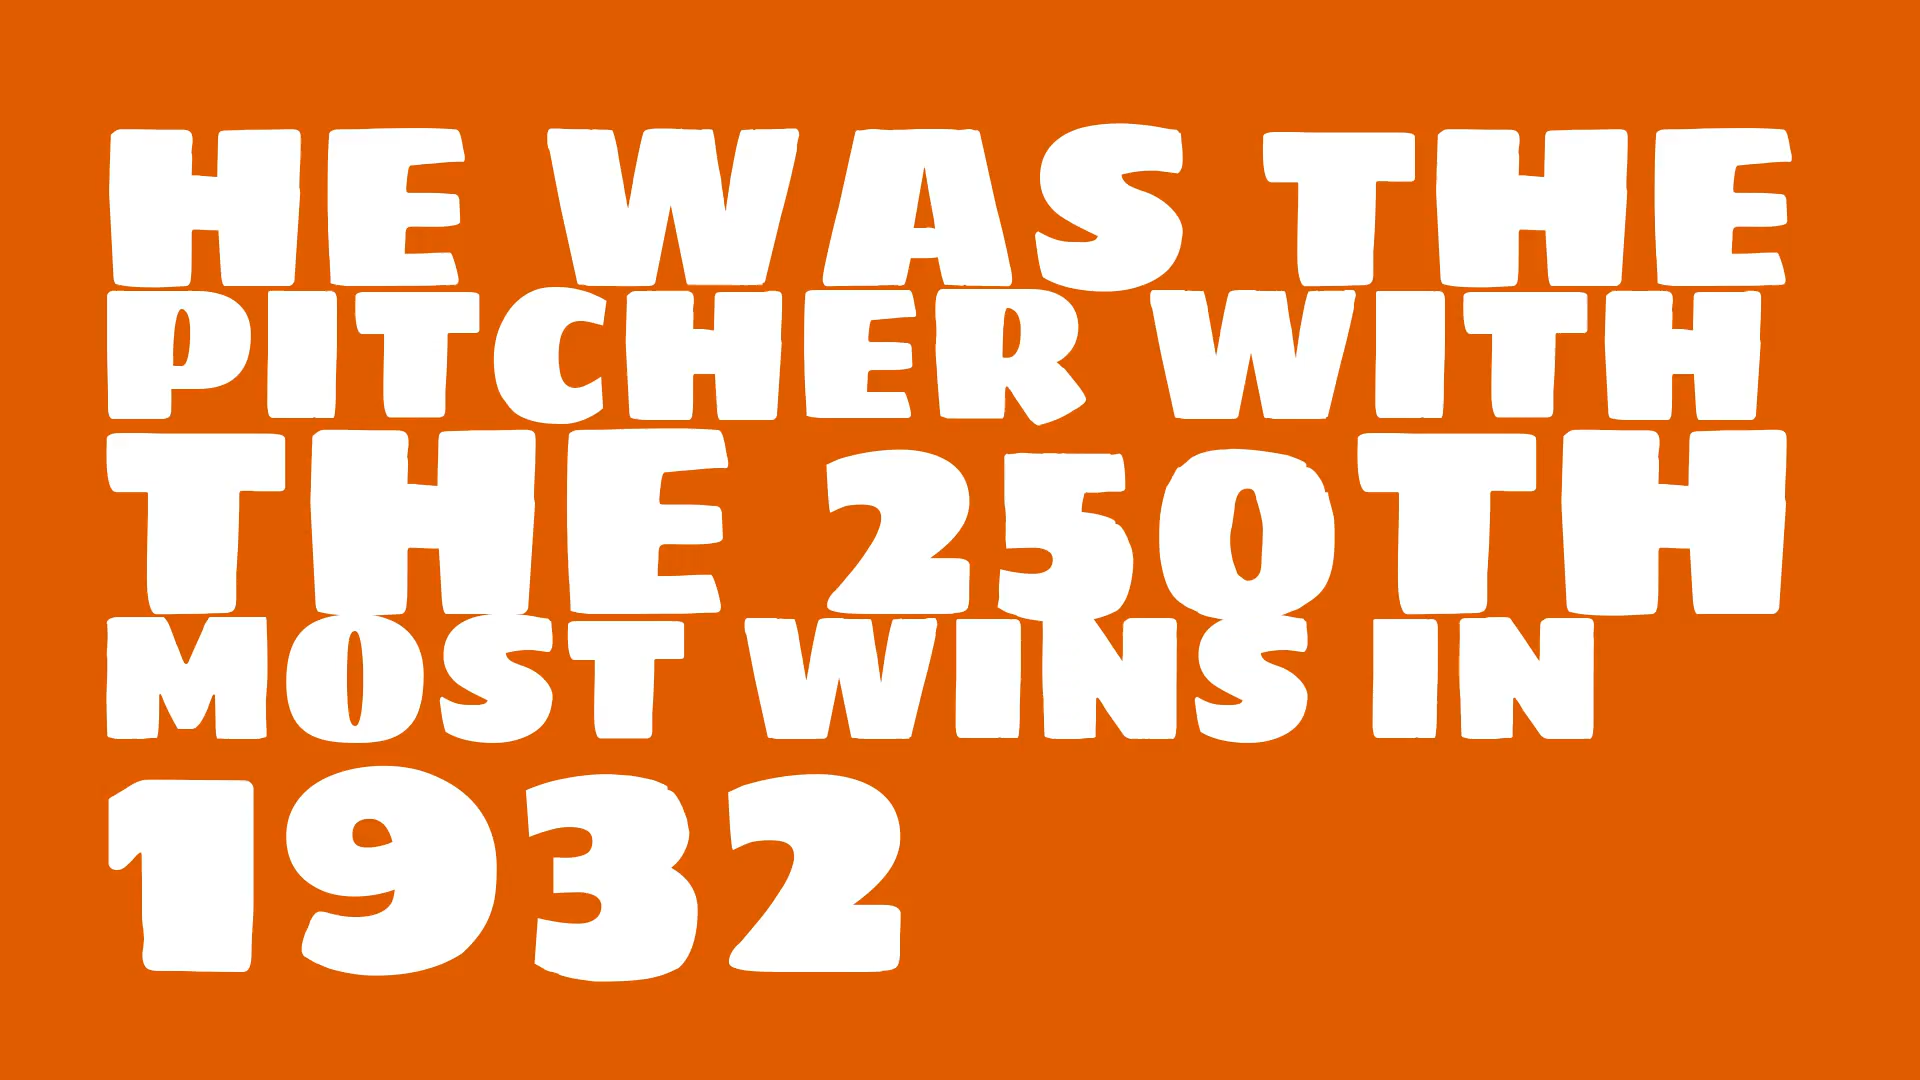 HE WAS THE
PITCHER WITH
THE 250TH
MOST WINS IN
1932